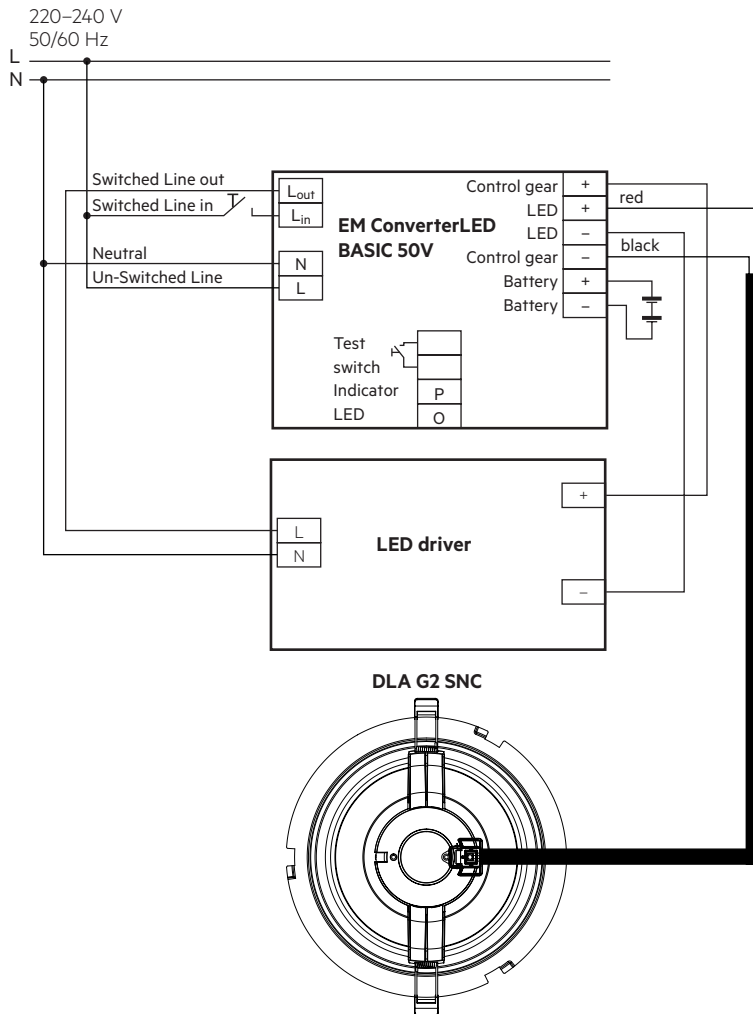 220–240 V
50/60 Hz
L
N
Switched Line out
Switched Line in
Neutral
Un-Switched Line
Lout
Lin
N
L
EM ConverterLED
BASIC 50V
Control gear +
LED +
LED –
Control gear –
Battery +
Battery –
red
black
Test
switch
Indicator P
LED O
L
N
LED driver
+
–
DLA G2 SNC